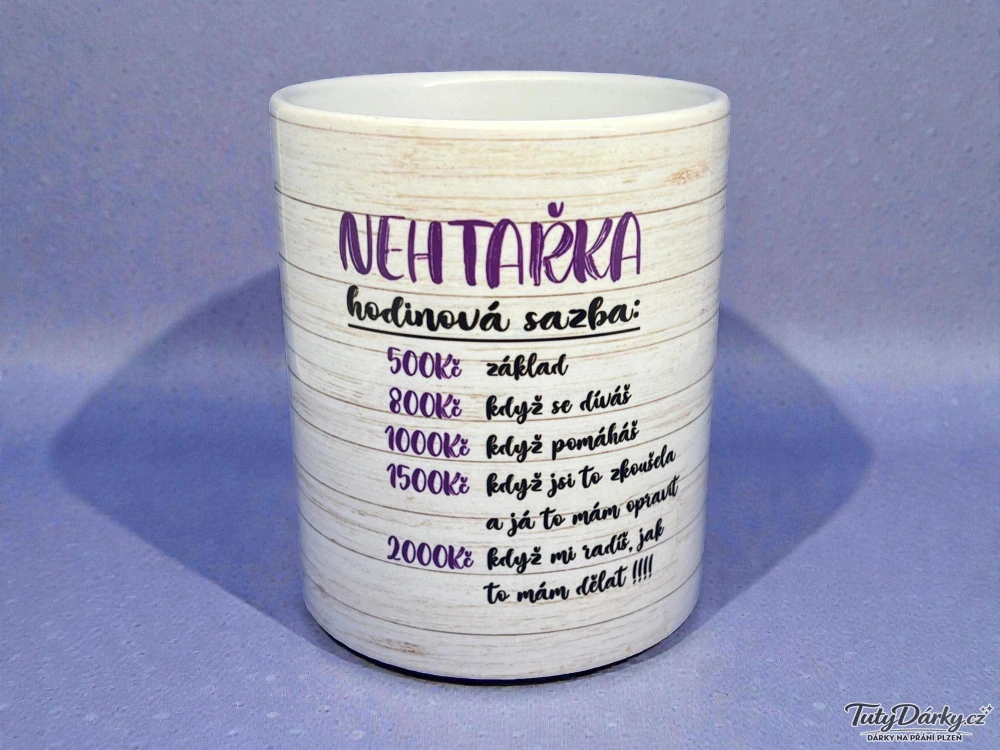 NEHTAŘKA
hodinová sazba:
500Kč základ
800Kč když se díváš
1000Kč když pomáháš
1500Kč když jsi to zkoušela
a já to mám opravit
2000Kč když mi radíš, jak
to mám dělat !!!!
TutyDárky.cz
DÁRKY NA PŘÁNÍ PLZEŇ